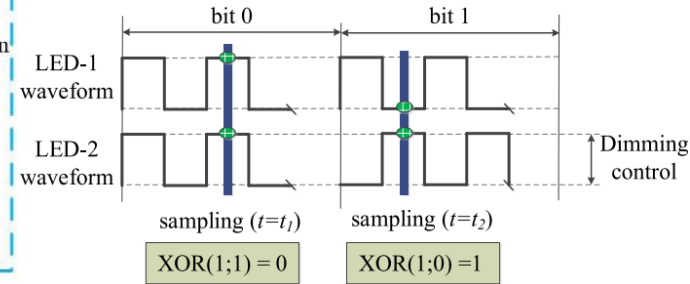 bit 0
bit 1
n
LED-1
waveform
LED-2
waveform
Dimming
control
sampling (t=t1)
sampling (t=t2)
XOR(1;1) = 0
XOR(1;0) =1